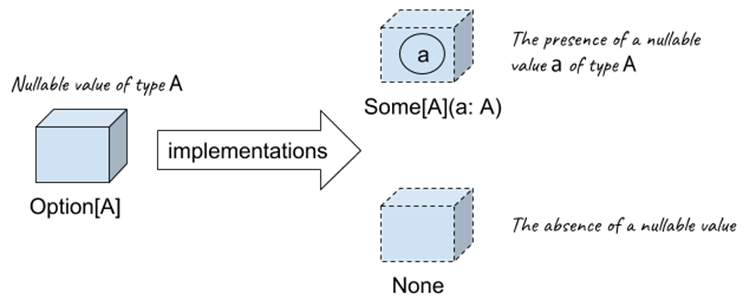 Nullable value of type A
Option[A]
implementations
a
Some[A](a: A)
The presence of a nullable
value a of type A
None
The absence of a nullable value